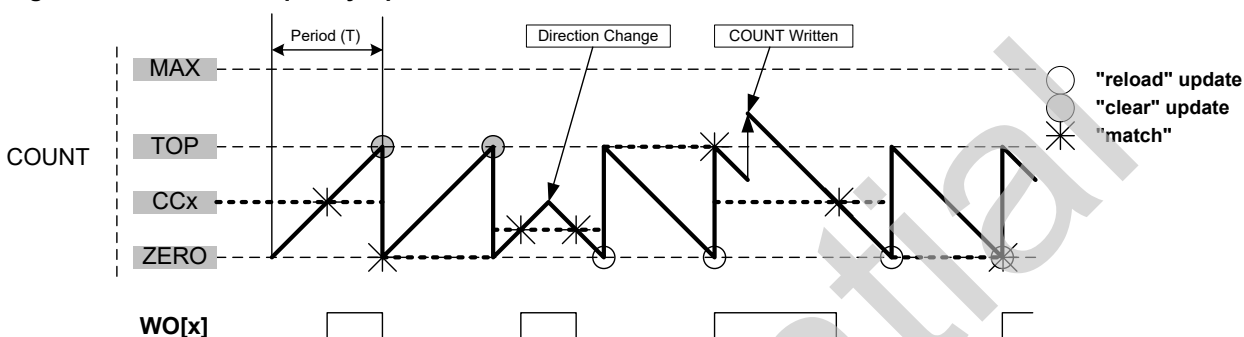 Period (T)
Direction Change
COUNT Written
MAX
"reload" update
"clear" update
COUNT
TOP
"match"
CCx
ZERO
WO[x]